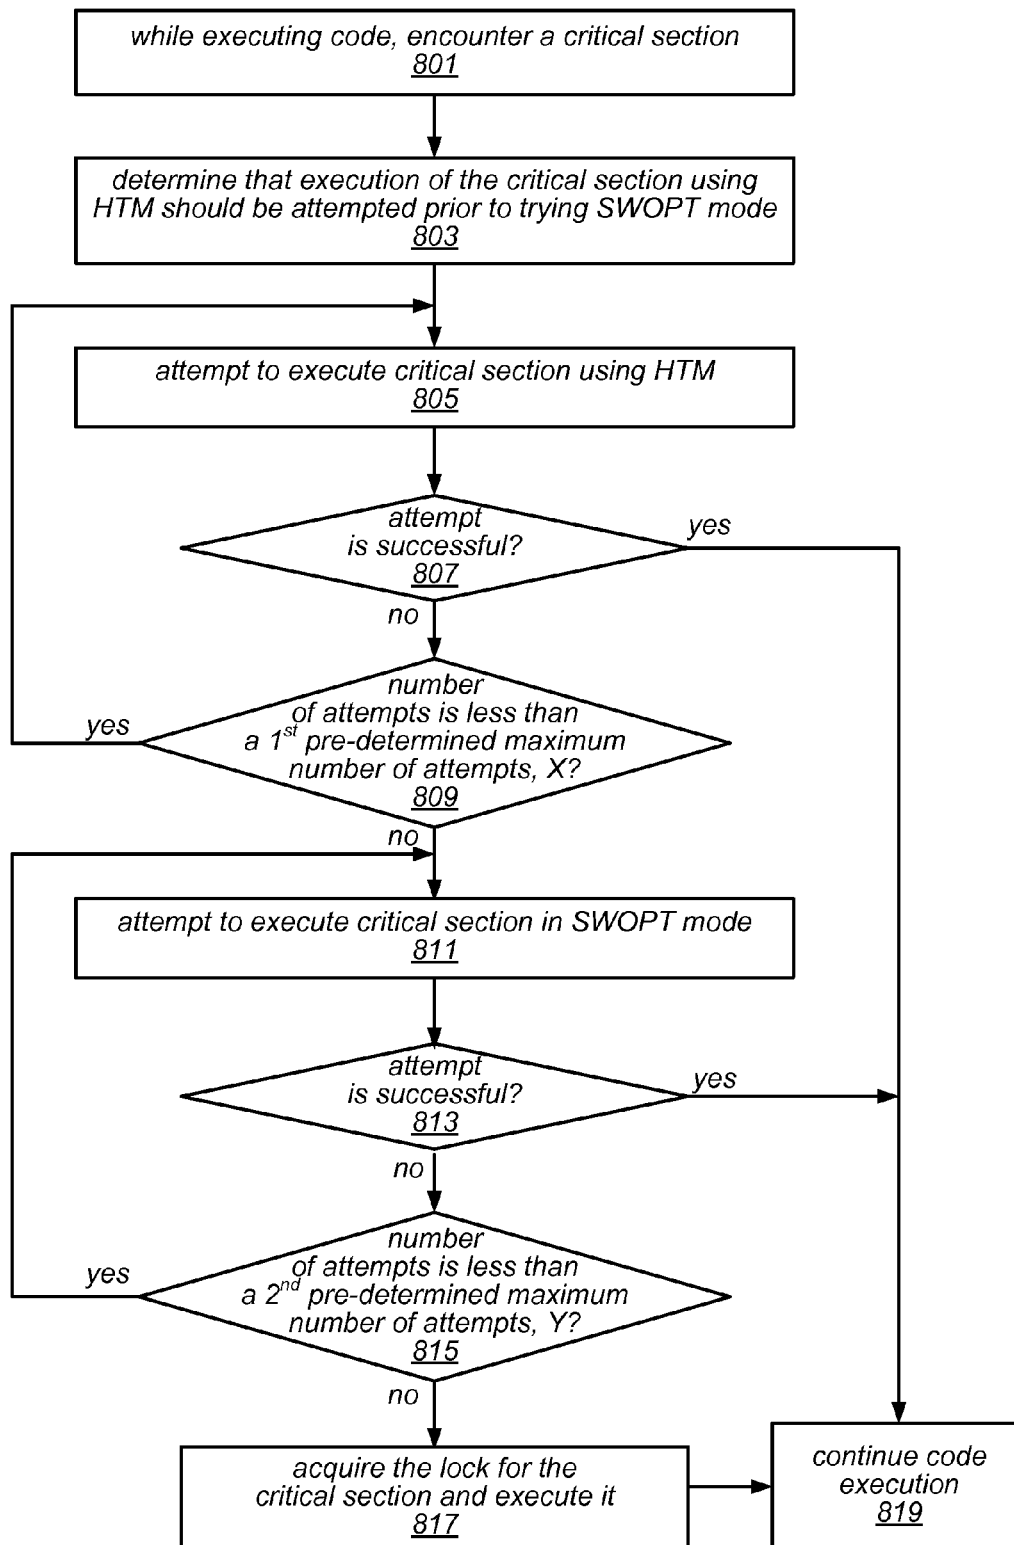 while executing code, encounter a critical section
801
determine that execution of the critical section using
HTM should be attempted prior to trying SWOPT mode
803
attempt to execute critical section using HTM
805
attempt
is successful?
807
yes
no
number
of attempts is less than
a 1st pre-determined maximum
number of attempts, X?
809
yes
no
attempt to execute critical section in SWOPT mode
811
attempt
is successful?
813
yes
no
number
of attempts is less than
a 2nd pre-determined maximum
number of attempts, Y?
815
yes
no
acquire the lock for the
critical section and execute it
817
continue code
execution
819